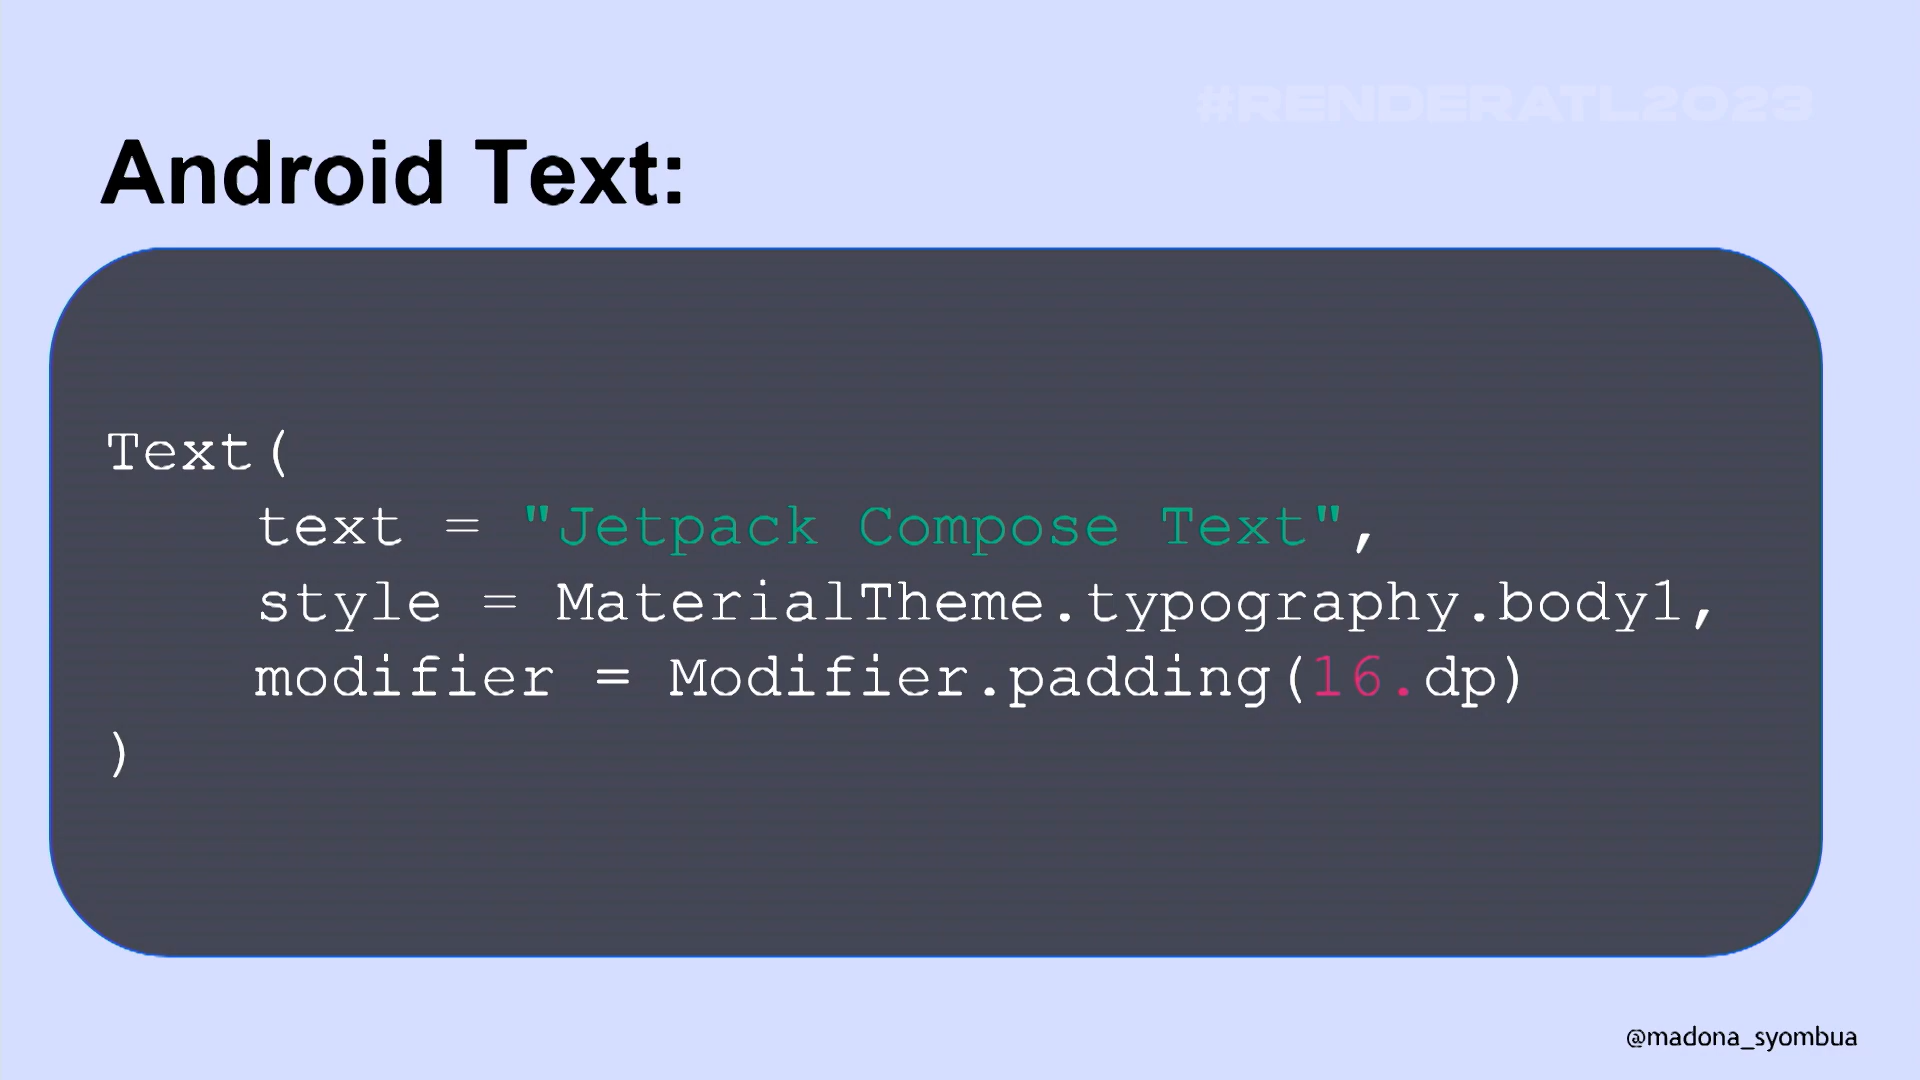 #RENDERATL2023
Android Text:
Text(
    text = "Jetpack Compose Text",
    style = MaterialTheme.typography.body1,
    modifier = Modifier.padding(16.dp)
)
@madona_syombua